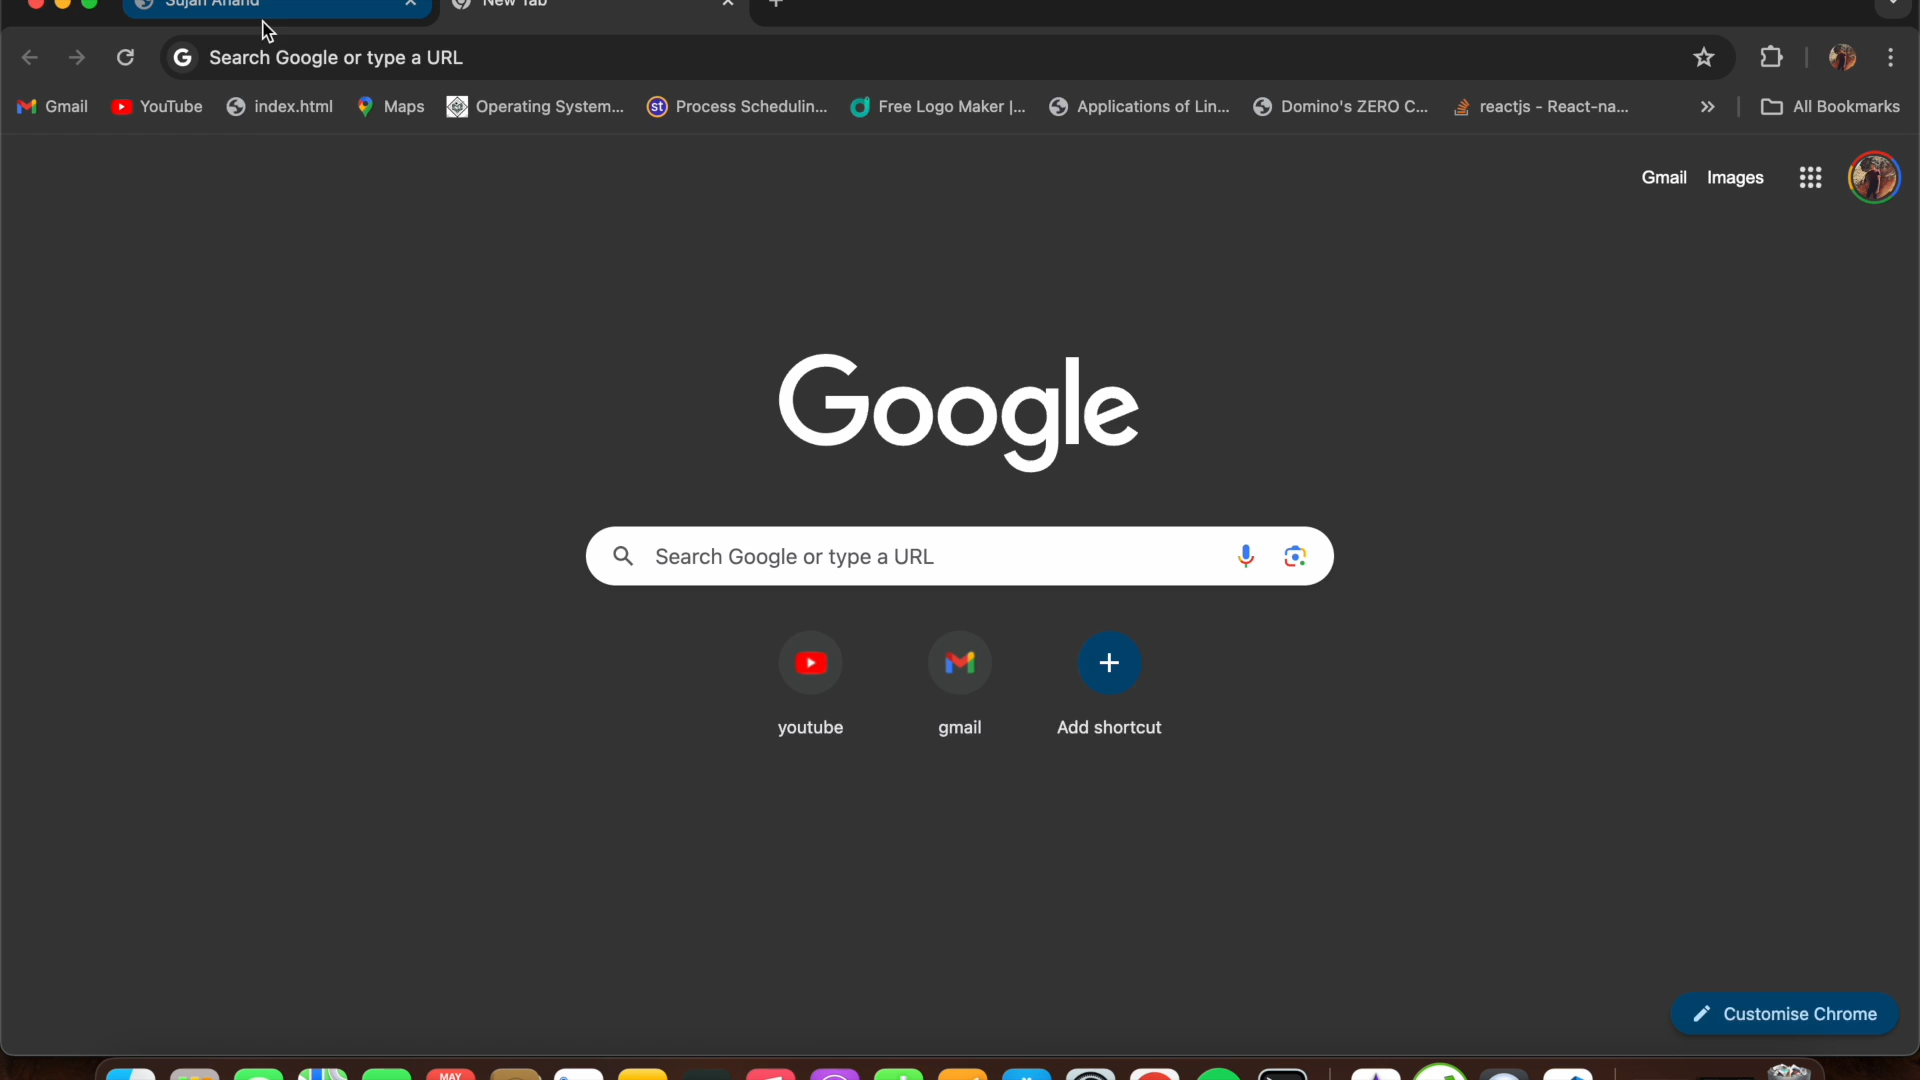 Sujan Anand
New Tab
Search Google or type a URL
Gmail
YouTube
index.html
Maps
Operating System...
Process Schedulin...
Free Logo Maker |...
Applications of Lin...
Domino's ZERO C...
reactjs - React-na...
All Bookmarks
Gmail
Images
Google
Search Google or type a URL
youtube
gmail
Add shortcut
Customise Chrome
MAY